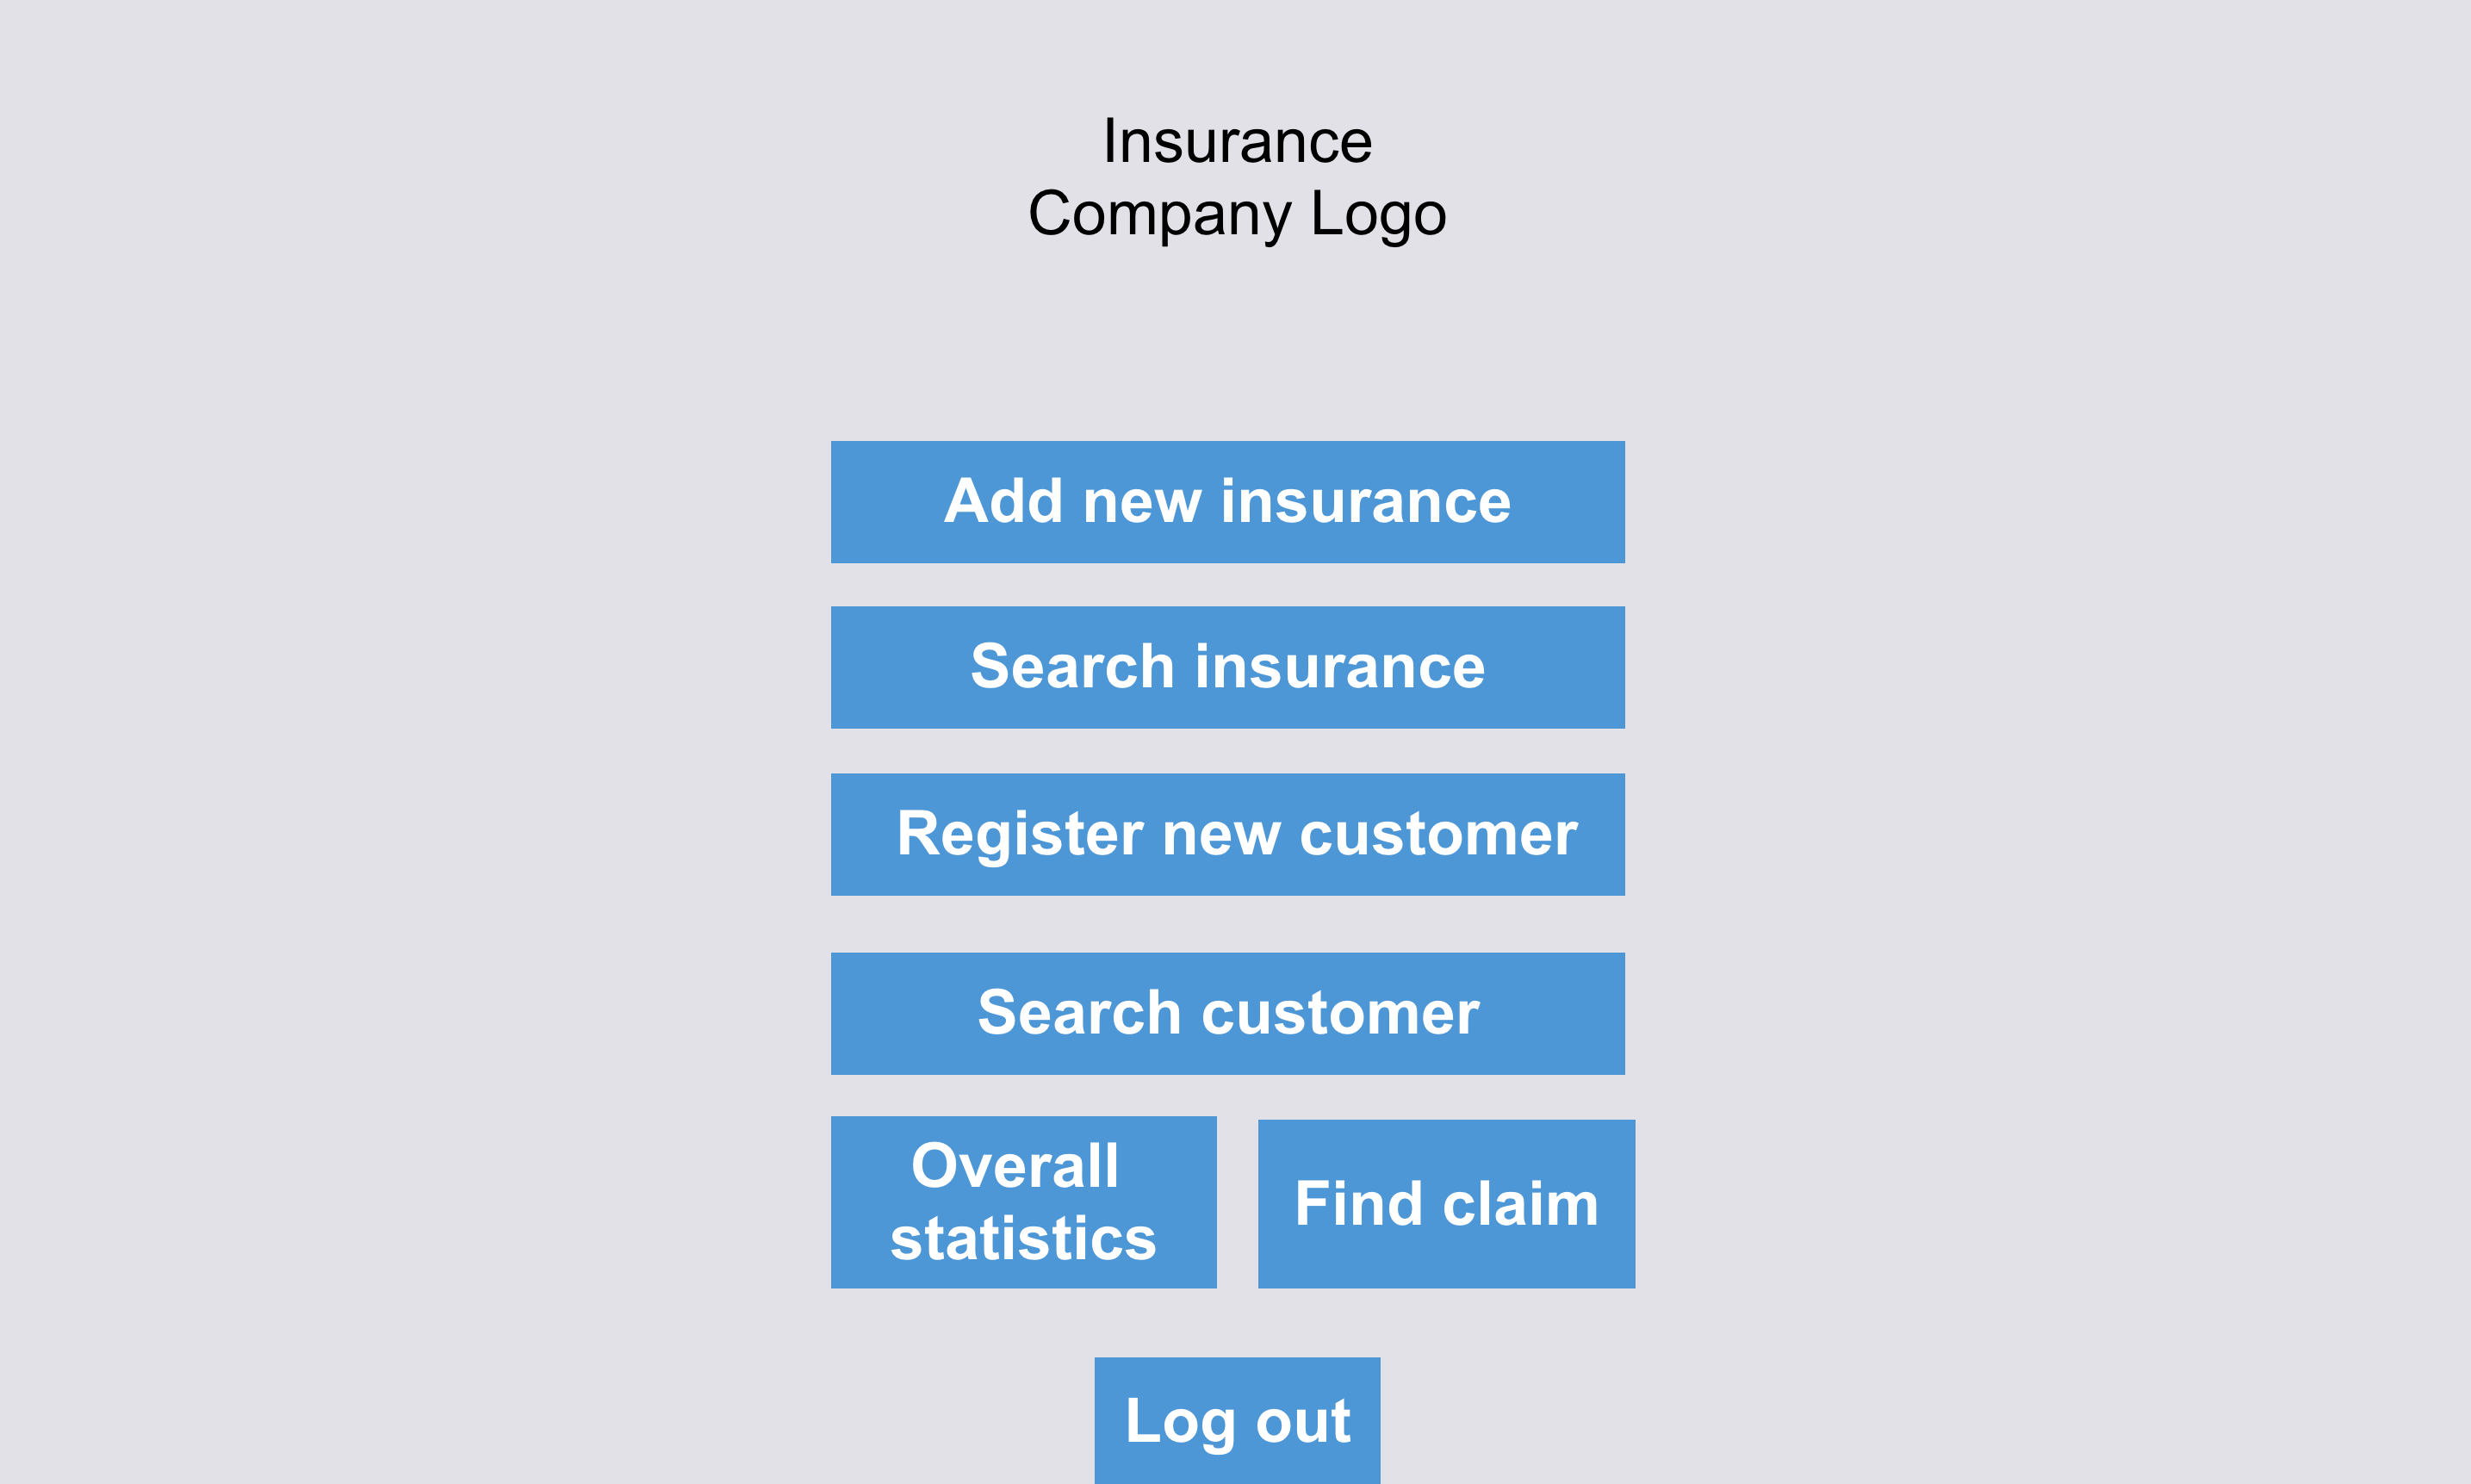 Insurance
Company Logo
Add new insurance
Search insurance
Register new customer
Search customer
Overall
statistics
Find claim
Log out